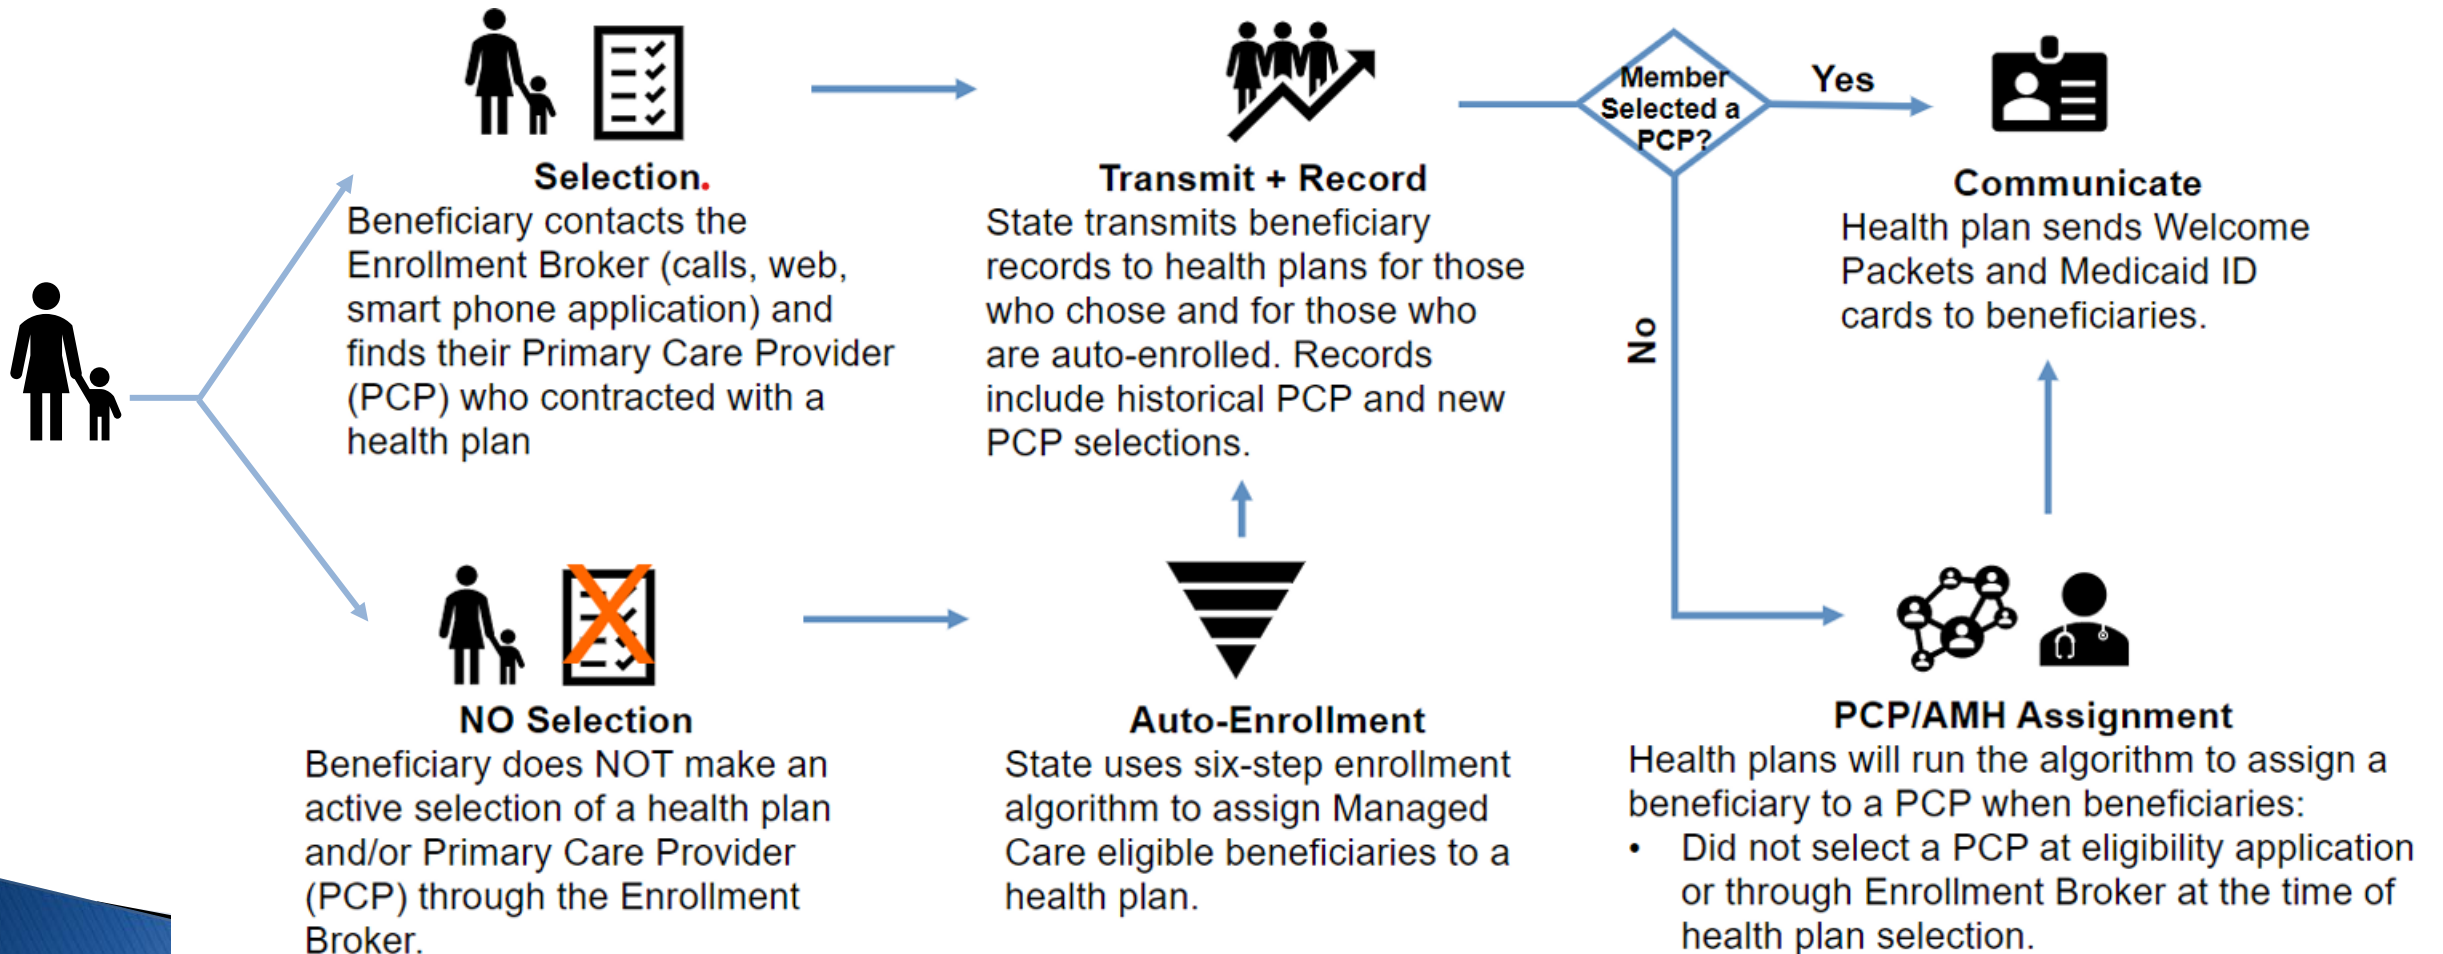 Selection.
Beneficiary contacts the
Enrollment Broker (calls, web,
smart phone application) and
finds their Primary Care Provider
(PCP) who contracted with a
health plan
Transmit + Record
State transmits beneficiary
records to health plans for those
who chose and for those who
are auto-enrolled. Records
include historical PCP and new
PCP selections.
Member
Selected a
PCP?
Yes
No
Communicate
Health plan sends Welcome
Packets and Medicaid ID
cards to beneficiaries.
NO Selection
Beneficiary does NOT make an
active selection of a health plan
and/or Primary Care Provider
(PCP) through the Enrollment
Broker.
Auto-Enrollment
State uses six-step enrollment
algorithm to assign Managed
Care eligible beneficiaries to a
health plan.
PCP/AMH Assignment
Health plans will run the algorithm to assign a
beneficiary to a PCP when beneficiaries:
• Did not select a PCP at eligibility application
or through Enrollment Broker at the time of
health plan selection.